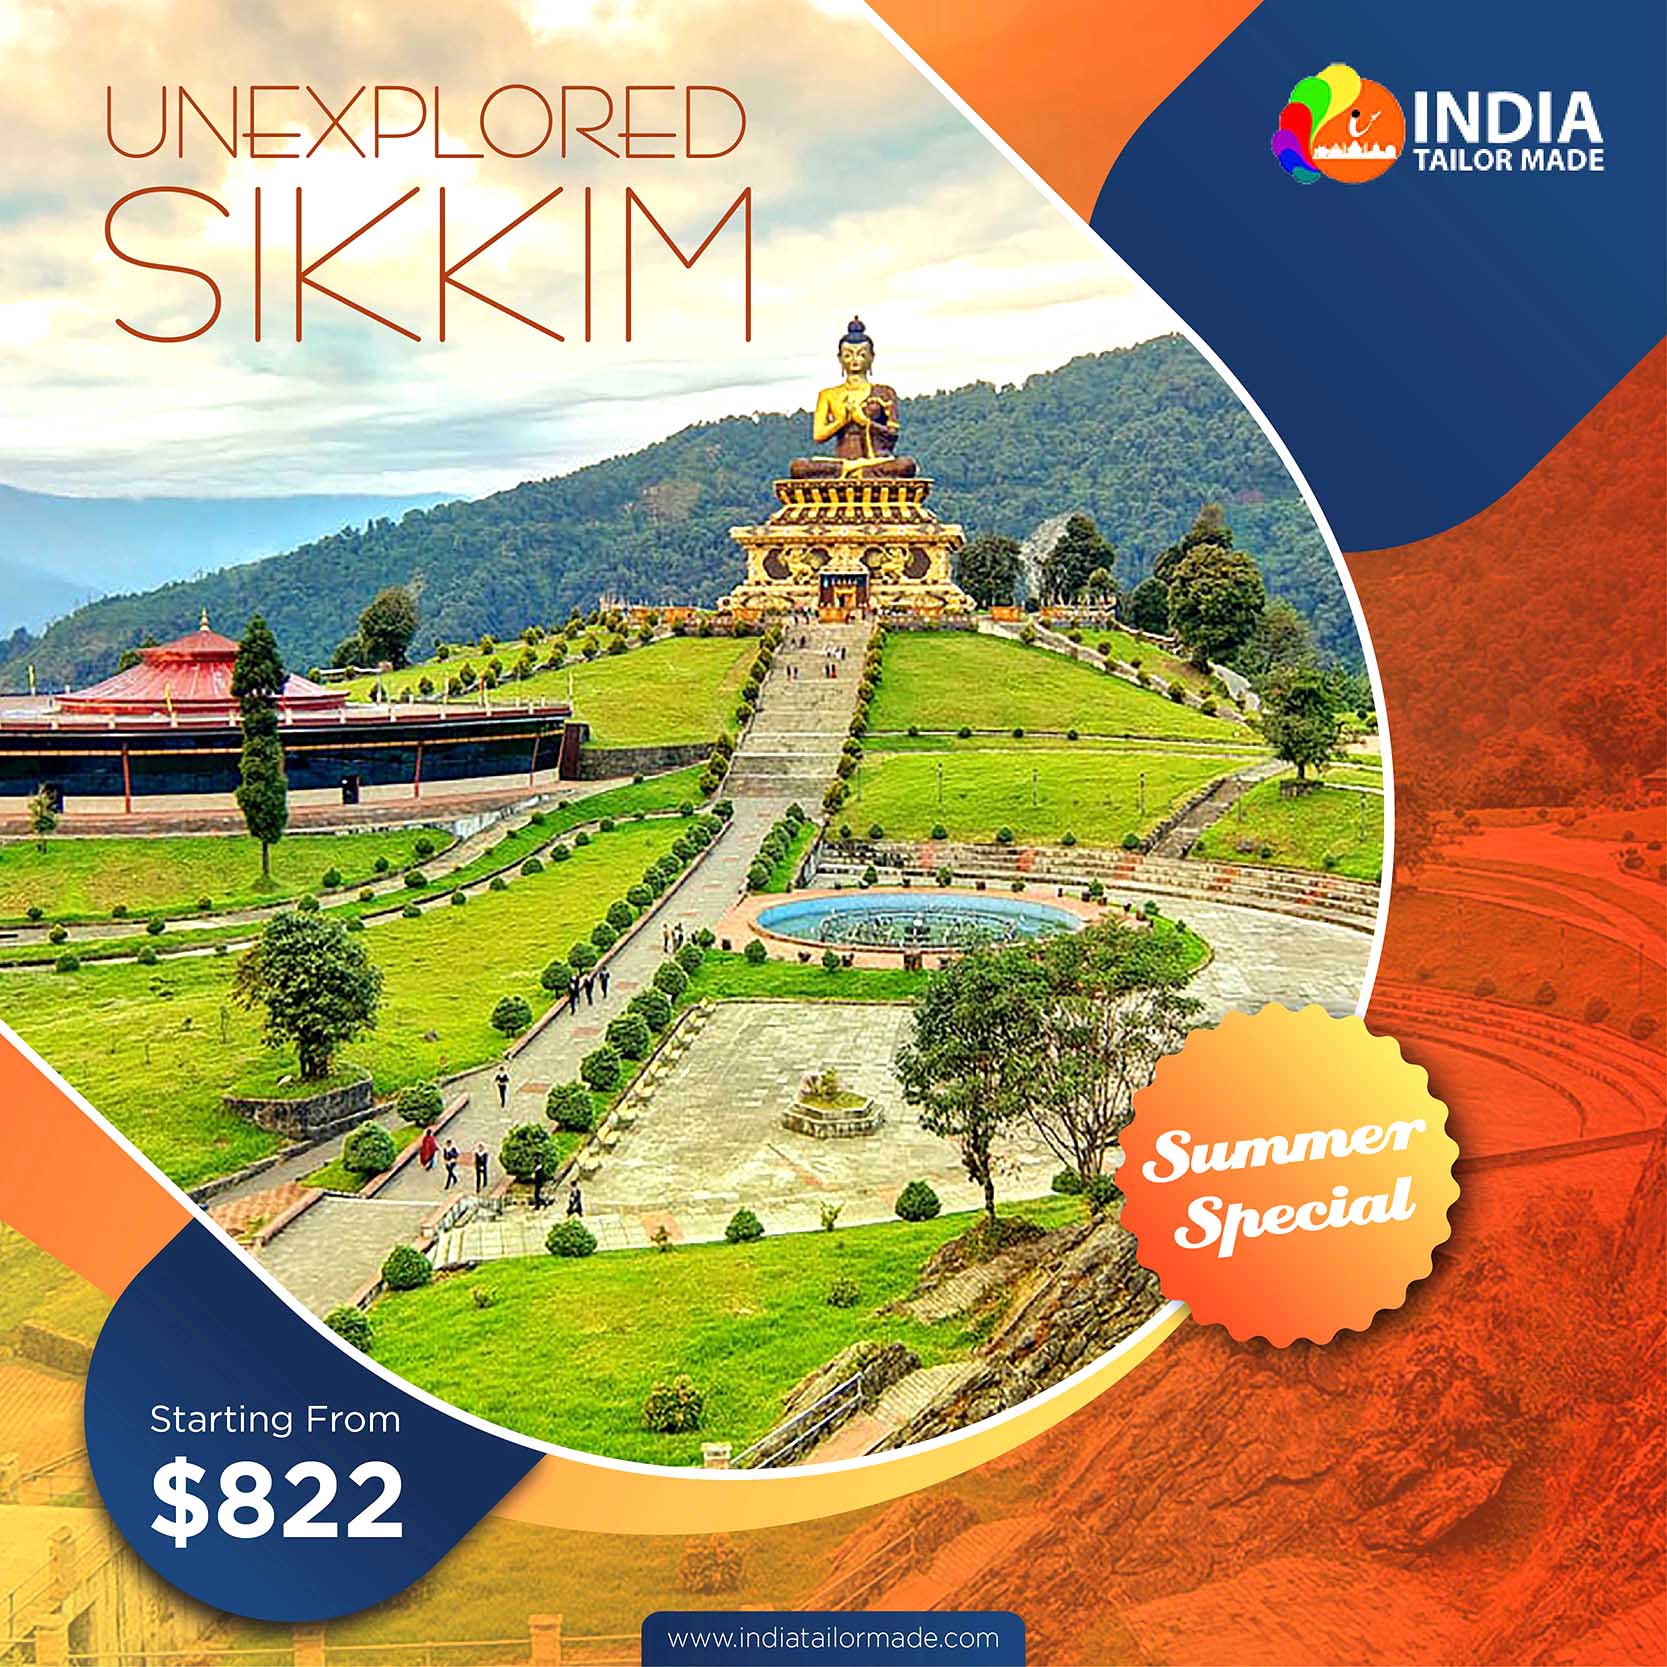 UNEXPLORED
SIKKIM
INDIA
TAILOR MADE
Summer
Special
Starting From
$822
www.indiatailormade.com